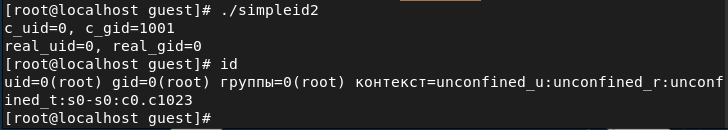 [root@localhost guest]# ./simpleid2
c_uid=0, c_gid=1001
real_uid=0, real_gid=0
[root@localhost guest]# id
uid=0(root) gid=0(root) группы=0(root) контекст=unconfined_u:unconfined_r:unconf
ined_t:s0-s0:c0.c1023
[root@localhost guest]#